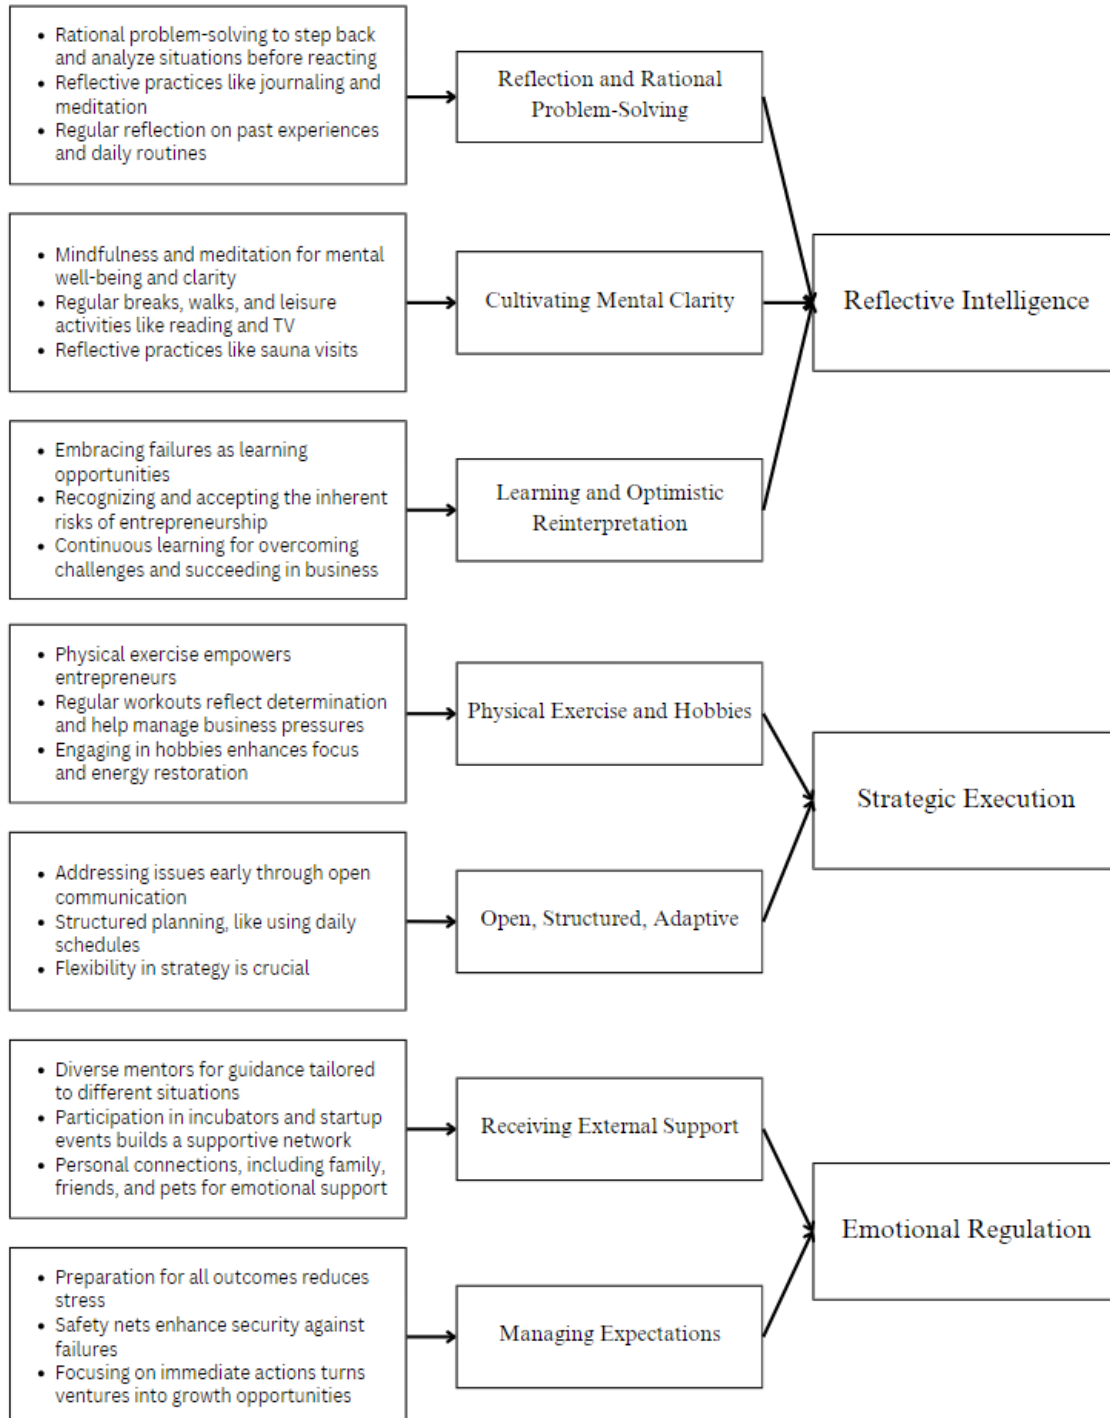 • Rational problem-solving to step back
and analyze situations before reacting
• Reflective practices like journaling and
meditation
• Regular reflection on past experiences
and daily routines
Reflection and Rational
Problem-Solving
• Mindfulness and meditation for mental
well-being and clarity
• Regular breaks, walks, and leisure
activities like reading and TV
• Reflective practices like sauna visits
Cultivating Mental Clarity
• Embracing failures as learning
opportunities
• Recognizing and accepting the inherent
risks of entrepreneurship
• Continuous learning for overcoming
challenges and succeeding in business
Learning and Optimistic
Reinterpretation
Reflective Intelligence
• Physical exercise empowers
entrepreneurs
• Regular workouts reflect determination
and help manage business pressures
• Engaging in hobbies enhances focus
and energy restoration
Physical Exercise and Hobbies
• Addressing issues early through open
communication
• Structured planning, like using daily
schedules
• Flexibility in strategy is crucial
Open, Structured, Adaptive
Strategic Execution
• Diverse mentors for guidance tailored
to different situations
• Participation in incubators and startup
events builds a supportive network
• Personal connections, including family,
friends, and pets for emotional support
Receiving External Support
• Preparation for all outcomes reduces
stress
• Safety nets enhance security against
failures
• Focusing on immediate actions turns
ventures into growth opportunities
Managing Expectations
Emotional Regulation